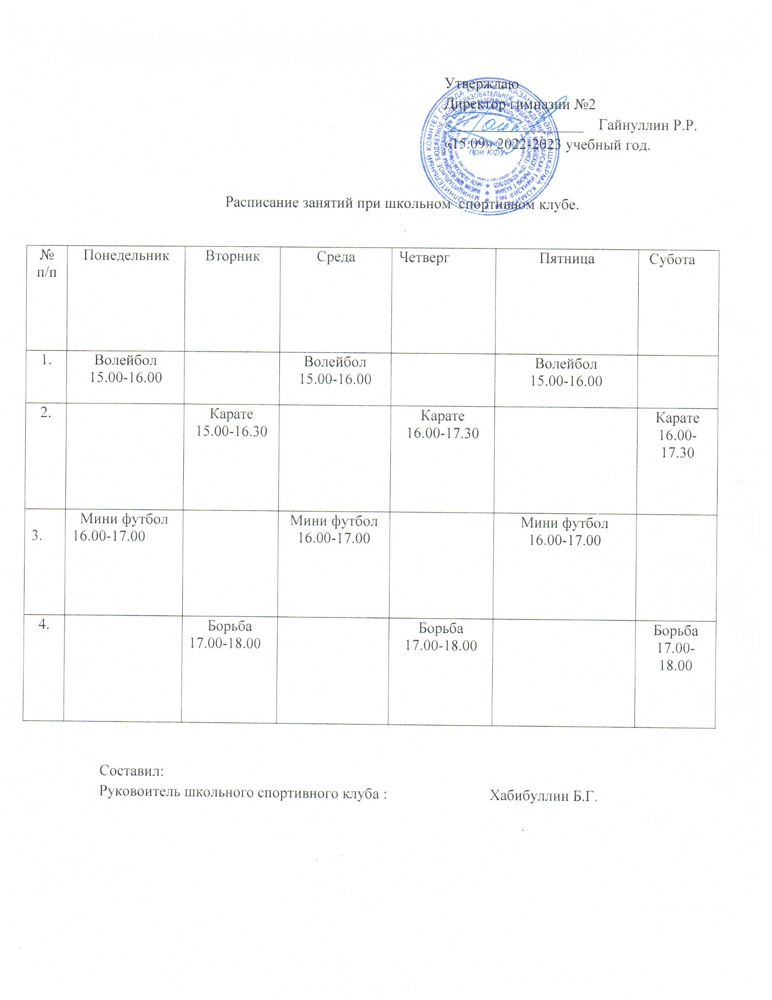 Утверждаю
Директор гимназии №2
Гайнуллин Р.Р.
«15.09» 2022-2023 учебный год.
Гимназия №2
при КФУ»
Расписание занятий при школьном спортивном клубе.
№ Понедельник Вторник Среда Четверг Пятница Субота
п/п
1. Волейбол Волейбол Волейбол
15.00-16.00 15.00-16.00 15.00-16.00
2. Карате Карате Карате
15.00-16.30 16.00-17.30 16.00-
17.30
Мини футбол Мини футбол Мини футбол
3. 16.00-17.00 16.00-17.00 16.00-17.00
4. Борьба Борьба Борьба
17.00-18.00 17.00-18.00 17.00-
18.00
Составил:
Руковоитель школьного спортивного клуба : Хабибуллин Б.Г.